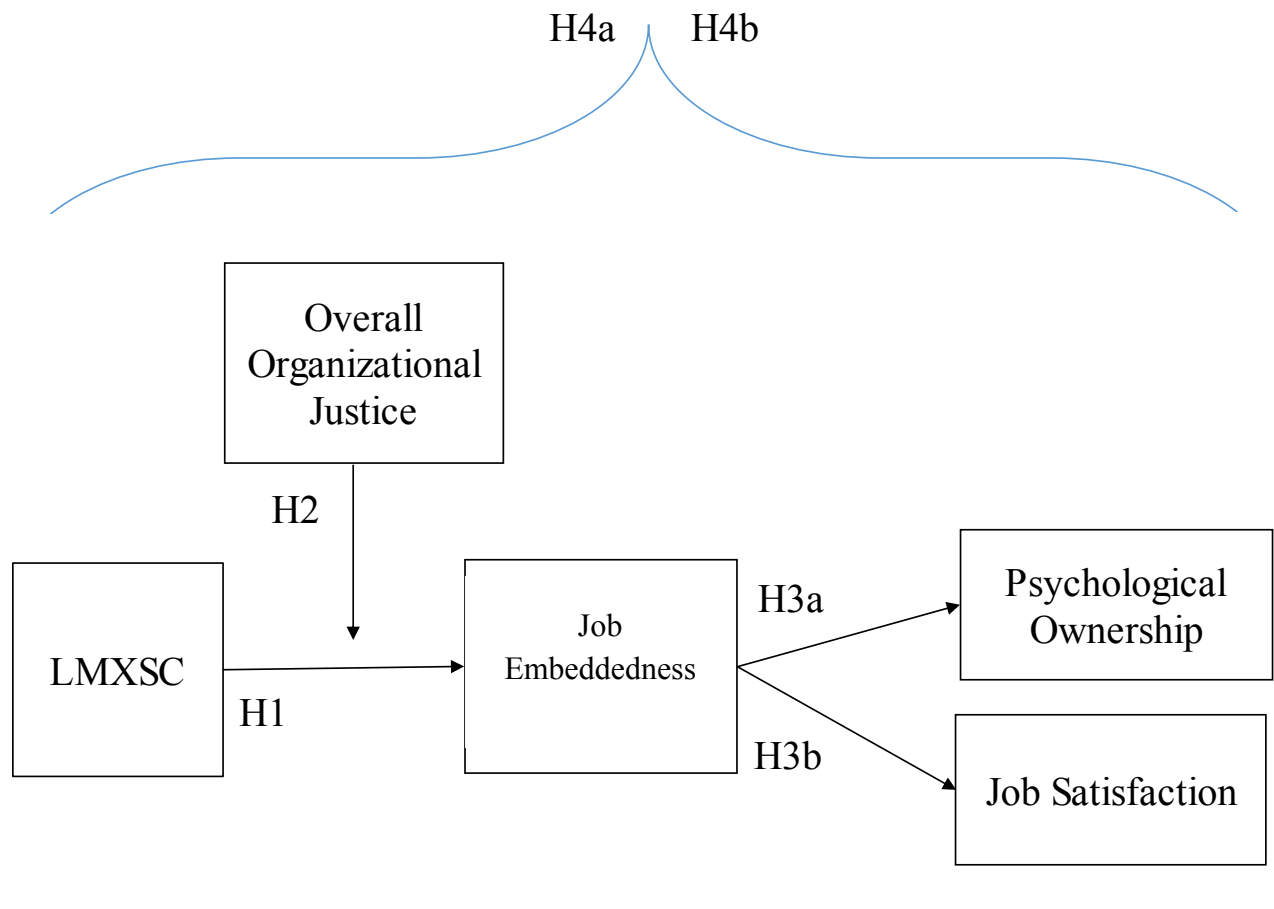 H4a H4b
Overall
Organizational
Justice
H2
LMXSC
H1
Job
Embeddedness
H3a
H3b
Psychological
Ownership
Job Satisfaction